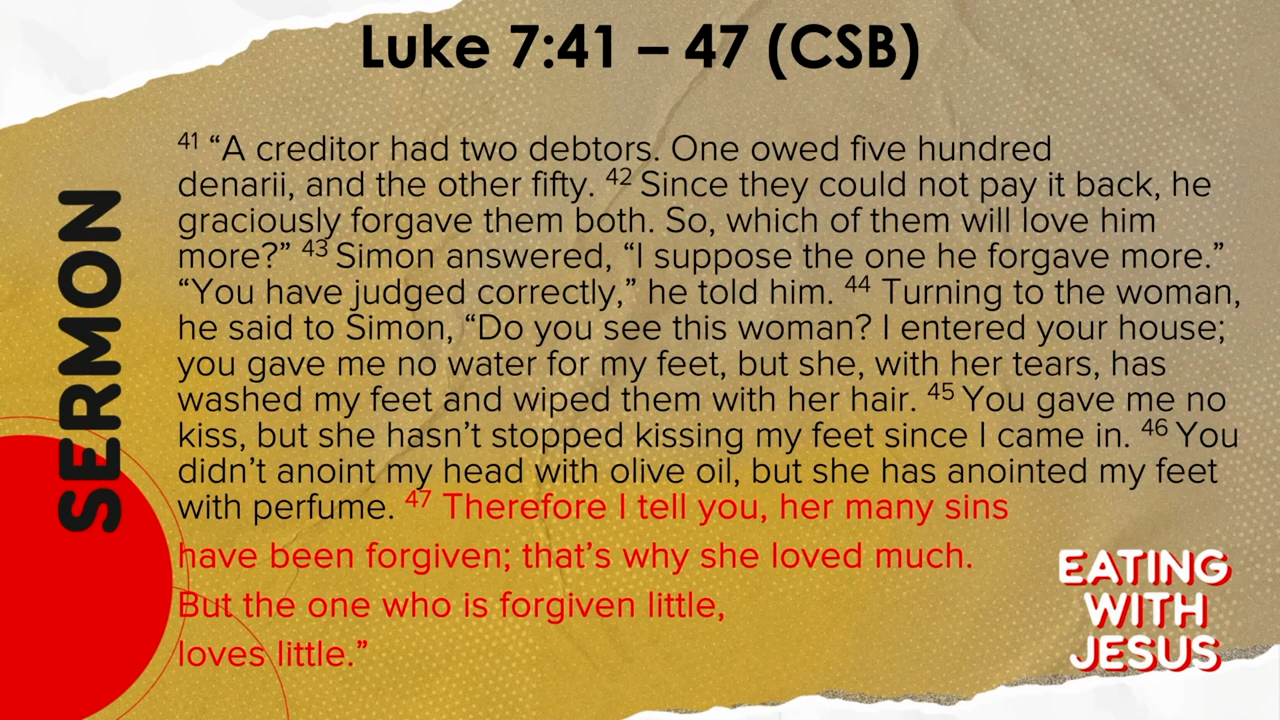 Luke 7:41 – 47 (CSB)
SERMON
41 “A creditor had two debtors. One owed five hundred
denarii, and the other fifty. 42 Since they could not pay it back, he
graciously forgave them both. So, which of them will love him
more?” 43 Simon answered, “I suppose the one he forgave more.”
“You have judged correctly,” he told him. 44 Turning to the woman,
he said to Simon, “Do you see this woman? I entered your house;
you gave me no water for my feet, but she, with her tears, has
washed my feet and wiped them with her hair. 45 You gave me no
kiss, but she hasn’t stopped kissing my feet since I came in. 46 You
didn’t anoint my head with olive oil, but she has anointed my feet
with perfume. 47 Therefore I tell you, her many sins
have been forgiven; that’s why she loved much.
But the one who is forgiven little,
loves little.”
EATING
WITH
JESUS